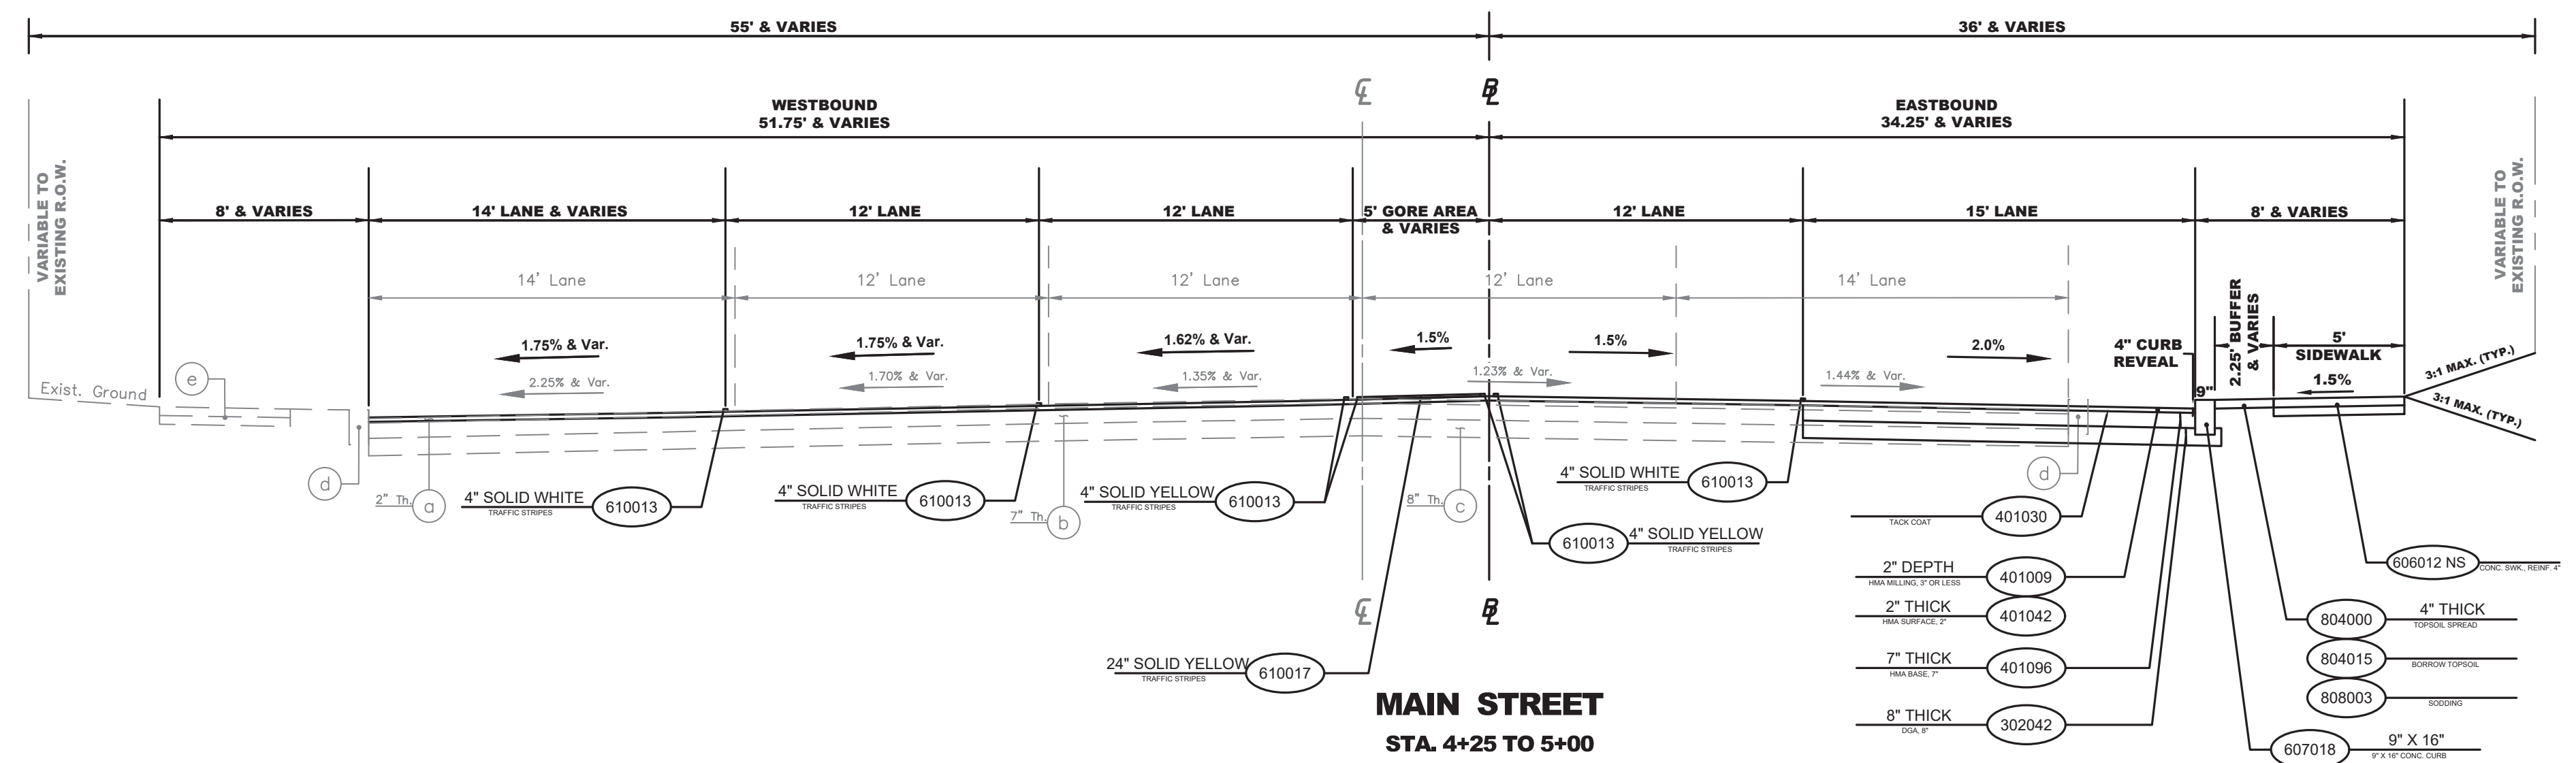 55' & VARIES
36' & VARIES
CL
BL
WESTBOUND
51.75' & VARIES
EASTBOUND
34.25' & VARIES
VARIABLE TO
EXISTING R.O.W.
VARIABLE TO
EXISTING R.O.W.
8' & VARIES
14' LANE & VARIES
12' LANE
12' LANE
5' GORE AREA
& VARIES
12' LANE
15' LANE
8' & VARIES
14' Lane
12' Lane
12' Lane
12' Lane
14' Lane
2.25' BUFFER
& VARIES
1.75% & Var.
1.75% & Var.
1.62% & Var.
1.5%
1.5%
2.0%
4" CURB
REVEAL
5'
SIDEWALK
1.5%
9"
3:1 MAX. (TYP.)
3:1 MAX. (TYP.)
2.25% & Var.
1.70% & Var.
1.35% & Var.
1.23% & Var.
1.44% & Var.
Exist. Ground
e
d
2" Th.
a
4" SOLID WHITE
TRAFFIC STRIPES
610013
4" SOLID WHITE
TRAFFIC STRIPES
610013
7" Th.
b
4" SOLID YELLOW
TRAFFIC STRIPES
610013
8" Th.
c
4" SOLID WHITE
TRAFFIC STRIPES
610013
610013
4" SOLID YELLOW
TRAFFIC STRIPES
d
TACK COAT
401030
2" DEPTH
HMA MILLING, 3" OR LESS
401009
2" THICK
HMA SURFACE, 2"
401042
7" THICK
HMA BASE, 7"
401096
8" THICK
DGA, 8"
302042
606012 NS
CONC. SWK., REINF. 4"
804000
4" THICK
TOPSOIL SPREAD
804015
BORROW TOPSOIL
808003
SODDING
607018
9" X 16"
9" X 16" CONC. CURB
CL
BL
24" SOLID YELLOW
TRAFFIC STRIPES
610017
MAIN STREET
STA. 4+25 TO 5+00